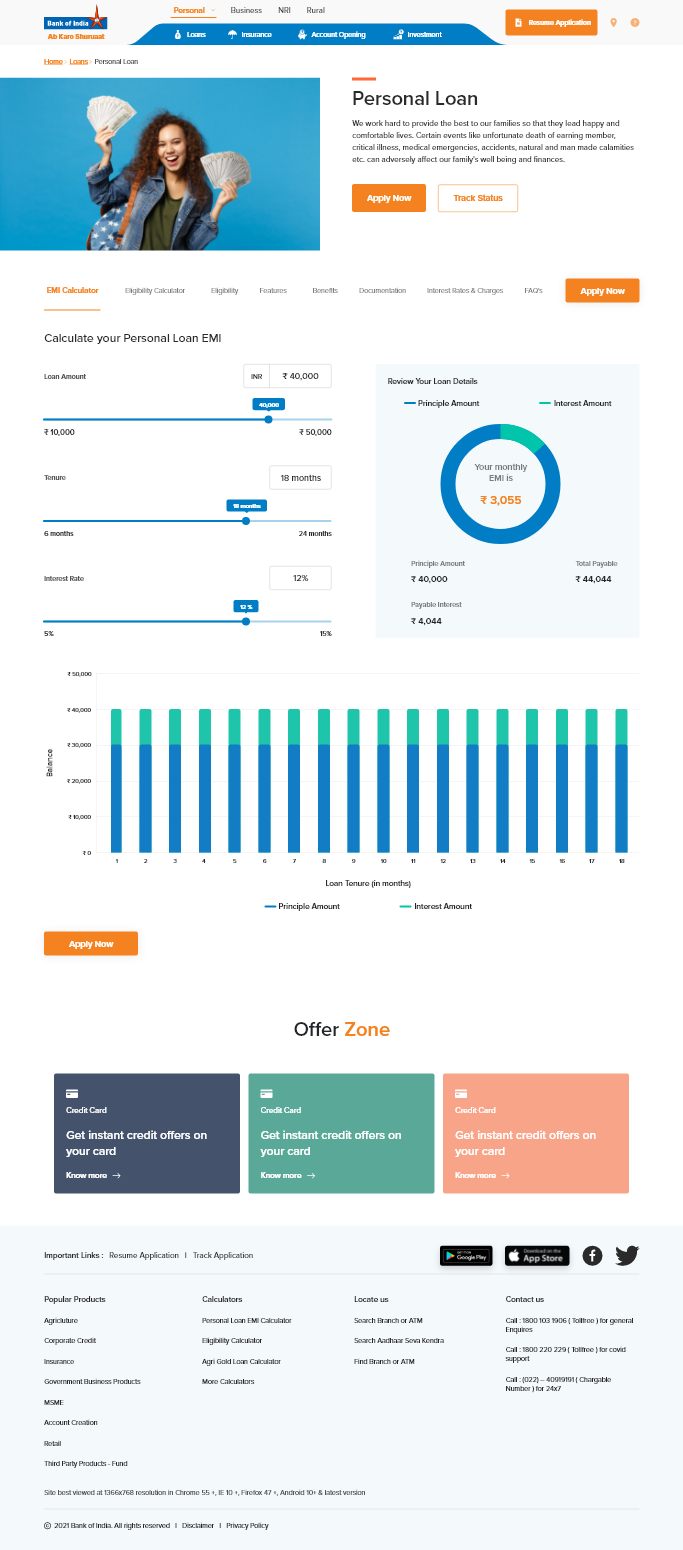 Personal
Business
NRI
Rural
Bank of India
Ab Karo Shuruaat
Loans
Insurance
Account Opening
Investment
Resume Application
Home > Loans > Personal Loan
Personal Loan
We work hard to provide the best to our families so that they lead happy and
comfortable lives. Certain events like unfortunate death of earning member,
critical illness, medical emergencies, accidents, natural and man made calamities
etc. can adversely affect our family's well being and finances.
Apply Now
Track Status
EMI Calculator
Eligibility Calculator
Eligibility
Features
Benefits
Documentation
Interest Rates & Charges
FAQ's
Apply Now
Calculate your Personal Loan EMI
Loan Amount
INR
₹ 40,000
40,000
₹ 10,000
₹ 50,000
Tenure
18 months
18 months
6 months
24 months
Interest Rate
12%
12 %
5%
15%
Review Your Loan Details
Principle Amount
Interest Amount
Your monthly
EMI is
₹ 3,055
Principle Amount
Total Payable
₹ 40,000
₹ 44,044
Payable Interest
₹ 4,044
₹ 50,000
₹ 40,000
₹ 30,000
₹ 20,000
₹ 10,000
₹ 0
Balance
1 2 3 4 5 6 7 8 9 10 11 12 13 14 15 16 17 18
Loan Tenure (in months)
Principle Amount
Interest Amount
Apply Now
Offer Zone
Credit Card
Get instant credit offers on
your card
Know more →
Credit Card
Get instant credit offers on
your card
Know more →
Credit Card
Get instant credit offers on
your card
Know more →
Important Links : Resume Application | Track Application
GET IT ON
Google Play
Download on the
App Store
Popular Products
Agriculture
Corporate Credit
Insurance
Government Business Products
MSME
Account Creation
Retail
Third Party Products - Fund
Calculators
Personal Loan EMI Calculator
Eligibility Calculator
Agri Gold Loan Calculator
More Calculators
Locate us
Search Branch or ATM
Search Aadhaar Seva Kendra
Find Branch or ATM
Contact us
Call : 1800 103 1906 ( Tollfree ) for general
Enquires
Call : 1800 220 229 ( Tollfree ) for covid
support
Call : (022) – 40919191 ( Chargable
Number ) for 24x7
Site best viewed at 1366x768 resolution in Chrome 55 +, IE 10 +, Firefox 47 +, Android 10+ & latest version
© 2021 Bank of India. All rights reserved | Disclaimer | Privacy Policy